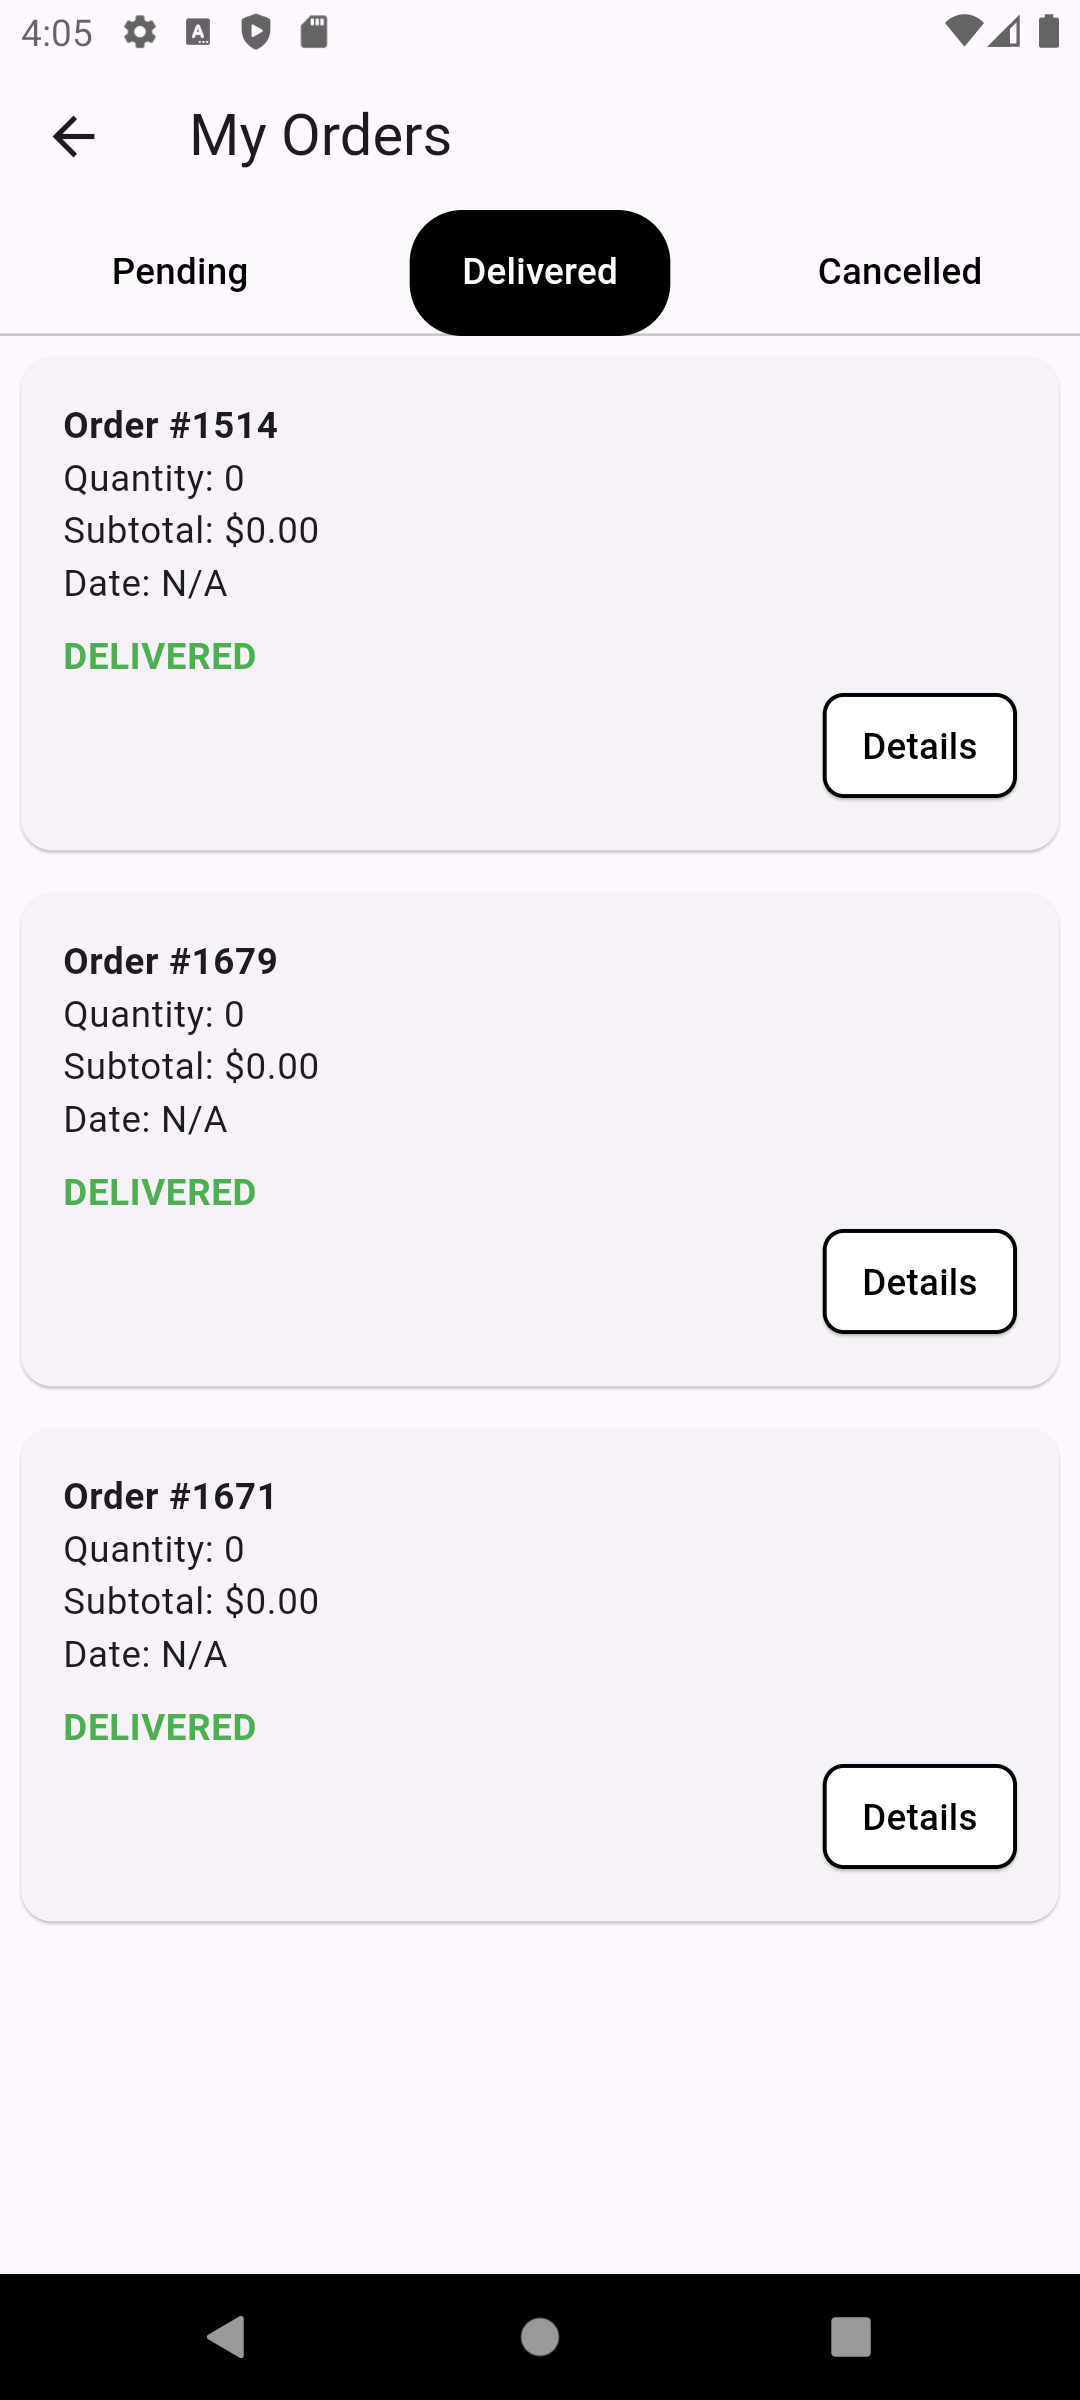 4:05
My Orders
Pending
Delivered
Cancelled
Order #1514
Quantity: 0
Subtotal: $0.00
Date: N/A
DELIVERED
Details
Order #1679
Quantity: 0
Subtotal: $0.00
Date: N/A
DELIVERED
Details
Order #1671
Quantity: 0
Subtotal: $0.00
Date: N/A
DELIVERED
Details